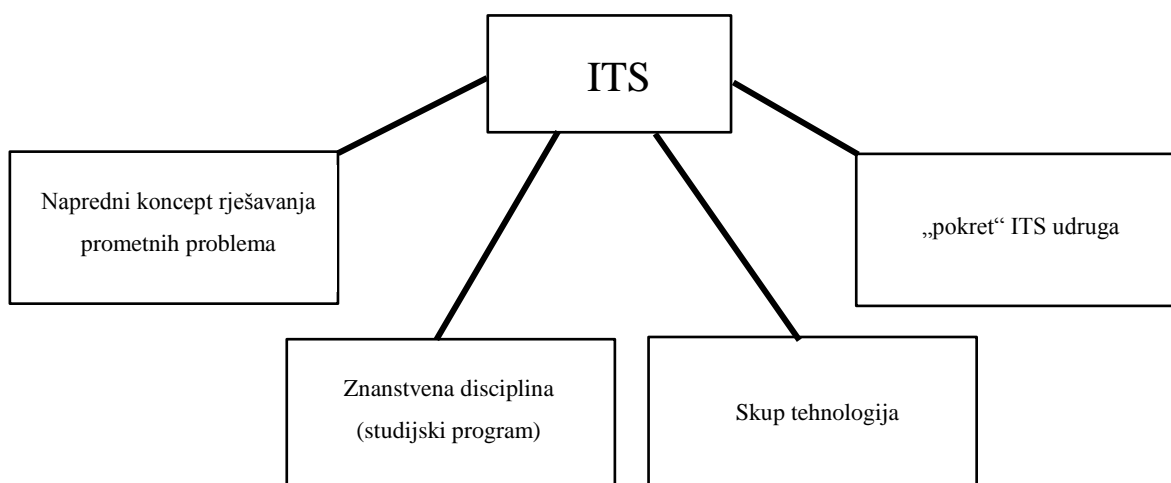 ITS
Napredni koncept rješavanja
prometnih problema
„pokret“ ITS udruga
Znanstvena disciplina
(studijski program)
Skup tehnologija